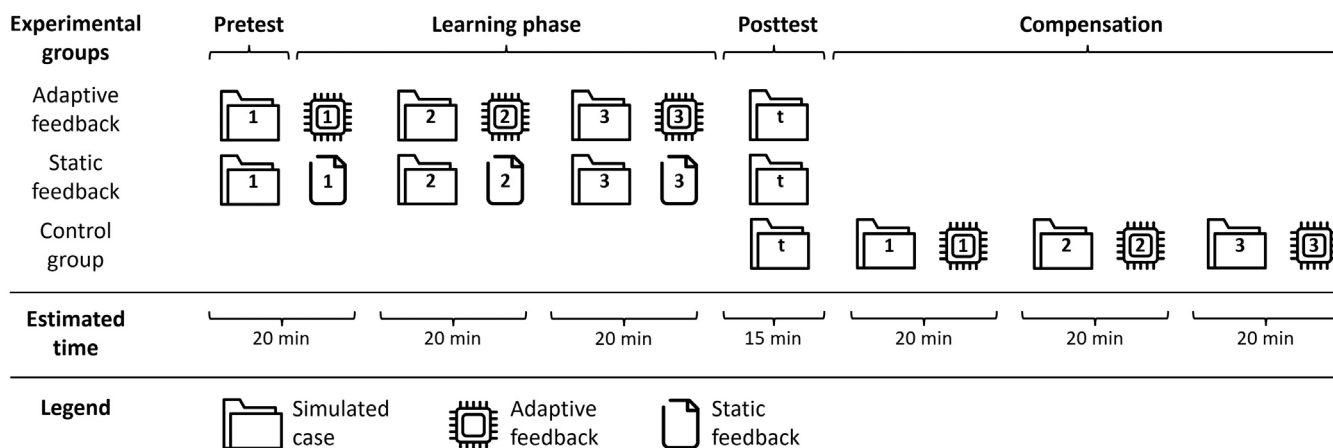 Experimental groups Pretest Learning phase Posttest Compensation
Adaptive feedback 1 1 2 2 3 3 t
Static feedback 1 1 2 2 3 3 t
Control group t 1 1 2 2 3 3
Estimated time 20 min 20 min 20 min 15 min 20 min 20 min 20 min
Legend Simulated case Adaptive feedback Static feedback